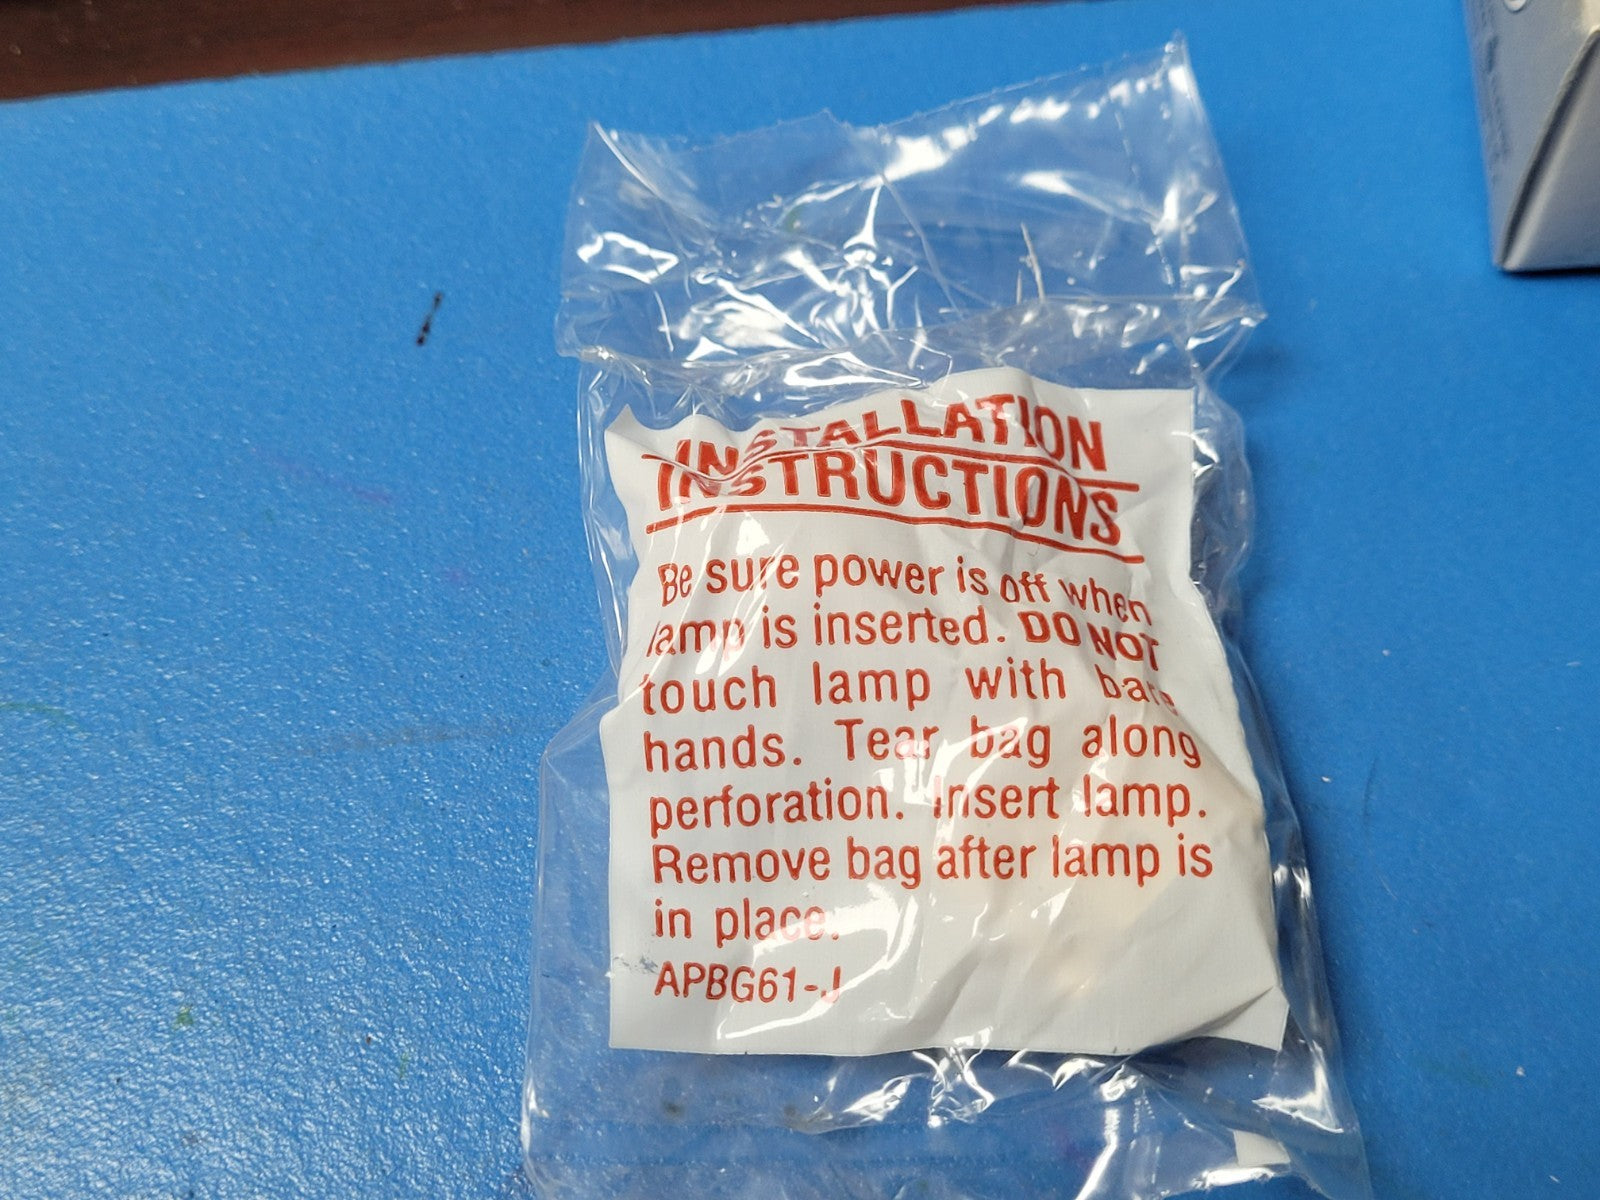 INSTALLATION
INSTRUCTIONS
Be sure power is off when
lamp is inserted. DO NOT
touch lamp with bare
hands. Tear bag along
perforation. Insert lamp.
Remove bag after lamp is
in place.
APBG61-J